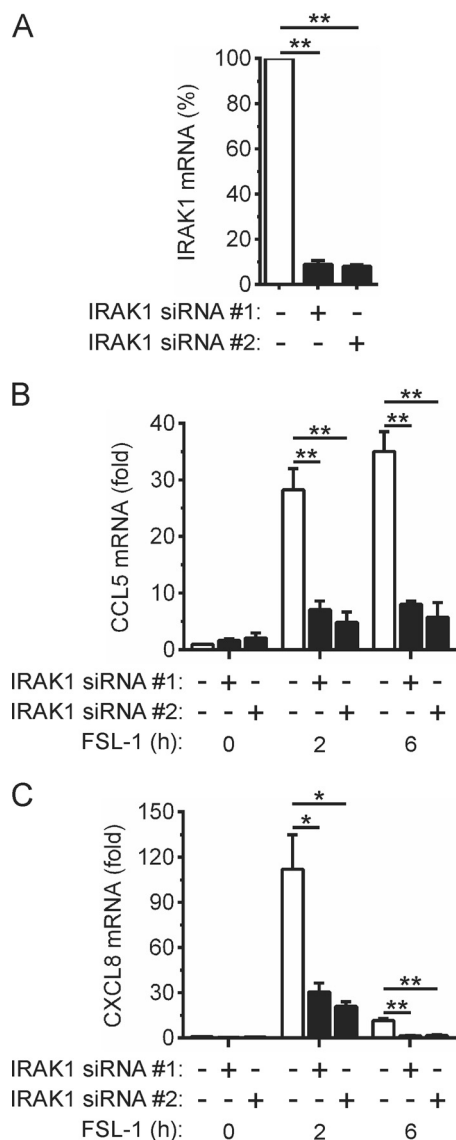 A
**
**
100
80
60
40
20
0
IRAK1 mRNA (%)
IRAK1 siRNA #1: - + -
IRAK1 siRNA #2: - - +
B
**
**
**
**
40
30
20
10
0
CCL5 mRNA (fold)
IRAK1 siRNA #1: - + - - + - - + -
IRAK1 siRNA #2: - - + - - + - - +
FSL-1 (h): 0 2 6
C
*
*
**
**
150
120
90
60
30
0
CXCL8 mRNA (fold)
IRAK1 siRNA #1: - + - - + - - + -
IRAK1 siRNA #2: - - + - - + - - +
FSL-1 (h): 0 2 6